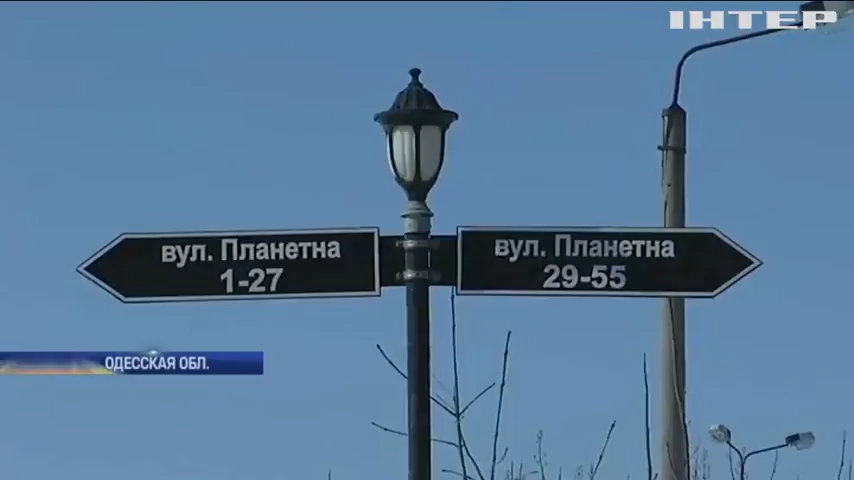 ІНТЕР
вул. Планетна
1-27
вул. Планетна
29-55
ОДЕССКАЯ ОБЛ.